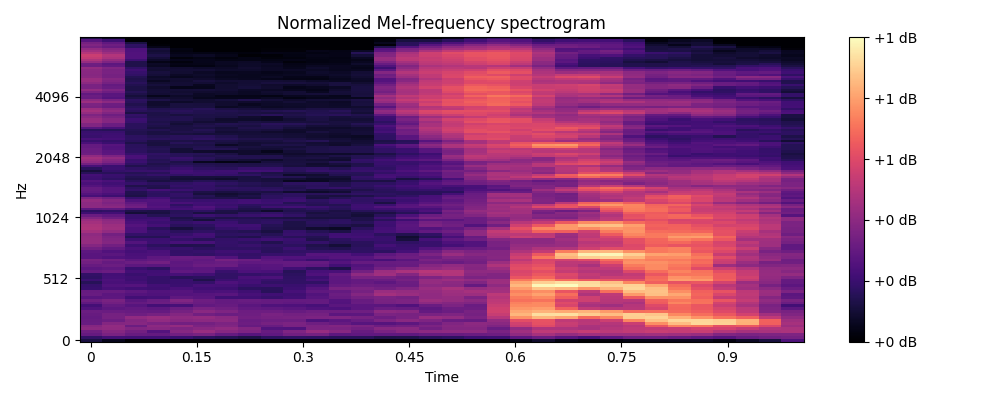 Normalized Mel-frequency spectrogram
Hz
4096
2048
1024
512
0
0 0.15 0.3 0.45 0.6 0.75 0.9
Time
+1 dB
+1 dB
+1 dB
+0 dB
+0 dB
+0 dB